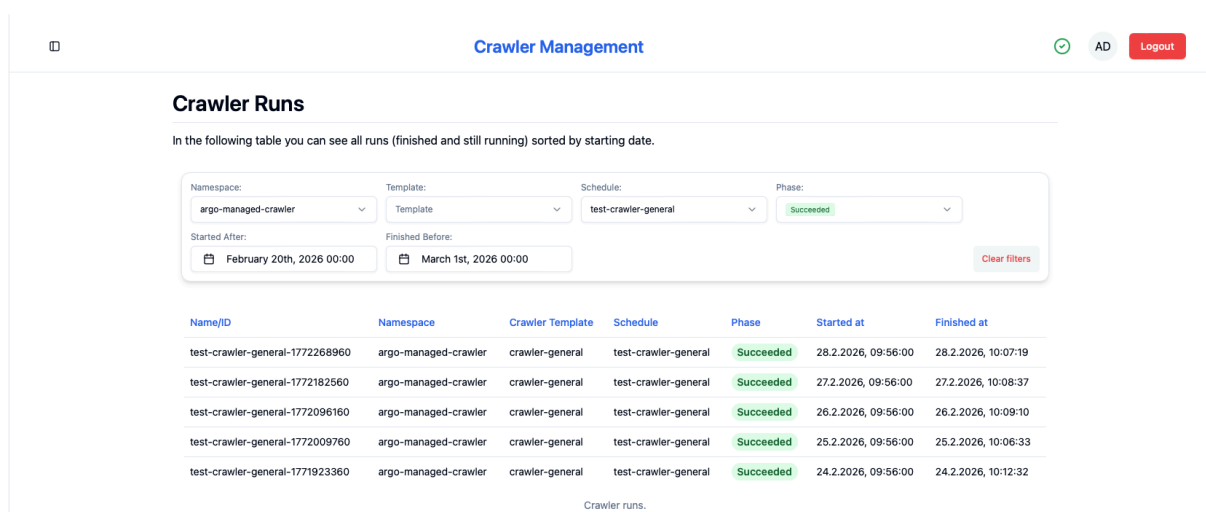 Crawler Management
AD
Logout
Crawler Runs
In the following table you can see all runs (finished and still running) sorted by starting date.
Namespace: Template: Schedule: Phase:
argo-managed-crawler Template test-crawler-general Succeeded
Started After: Finished Before:
February 20th, 2026 00:00 March 1st, 2026 00:00 Clear filters
Name/ID Namespace Crawler Template Schedule Phase Started at Finished at
test-crawler-general-1772268960 argo-managed-crawler crawler-general test-crawler-general Succeeded 28.2.2026, 09:56:00 28.2.2026, 10:07:19
test-crawler-general-1772182560 argo-managed-crawler crawler-general test-crawler-general Succeeded 27.2.2026, 09:56:00 27.2.2026, 10:08:37
test-crawler-general-1772096160 argo-managed-crawler crawler-general test-crawler-general Succeeded 26.2.2026, 09:56:00 26.2.2026, 10:09:10
test-crawler-general-1772009760 argo-managed-crawler crawler-general test-crawler-general Succeeded 25.2.2026, 09:56:00 25.2.2026, 10:06:33
test-crawler-general-1771923360 argo-managed-crawler crawler-general test-crawler-general Succeeded 24.2.2026, 09:56:00 24.2.2026, 10:12:32
Crawler runs.